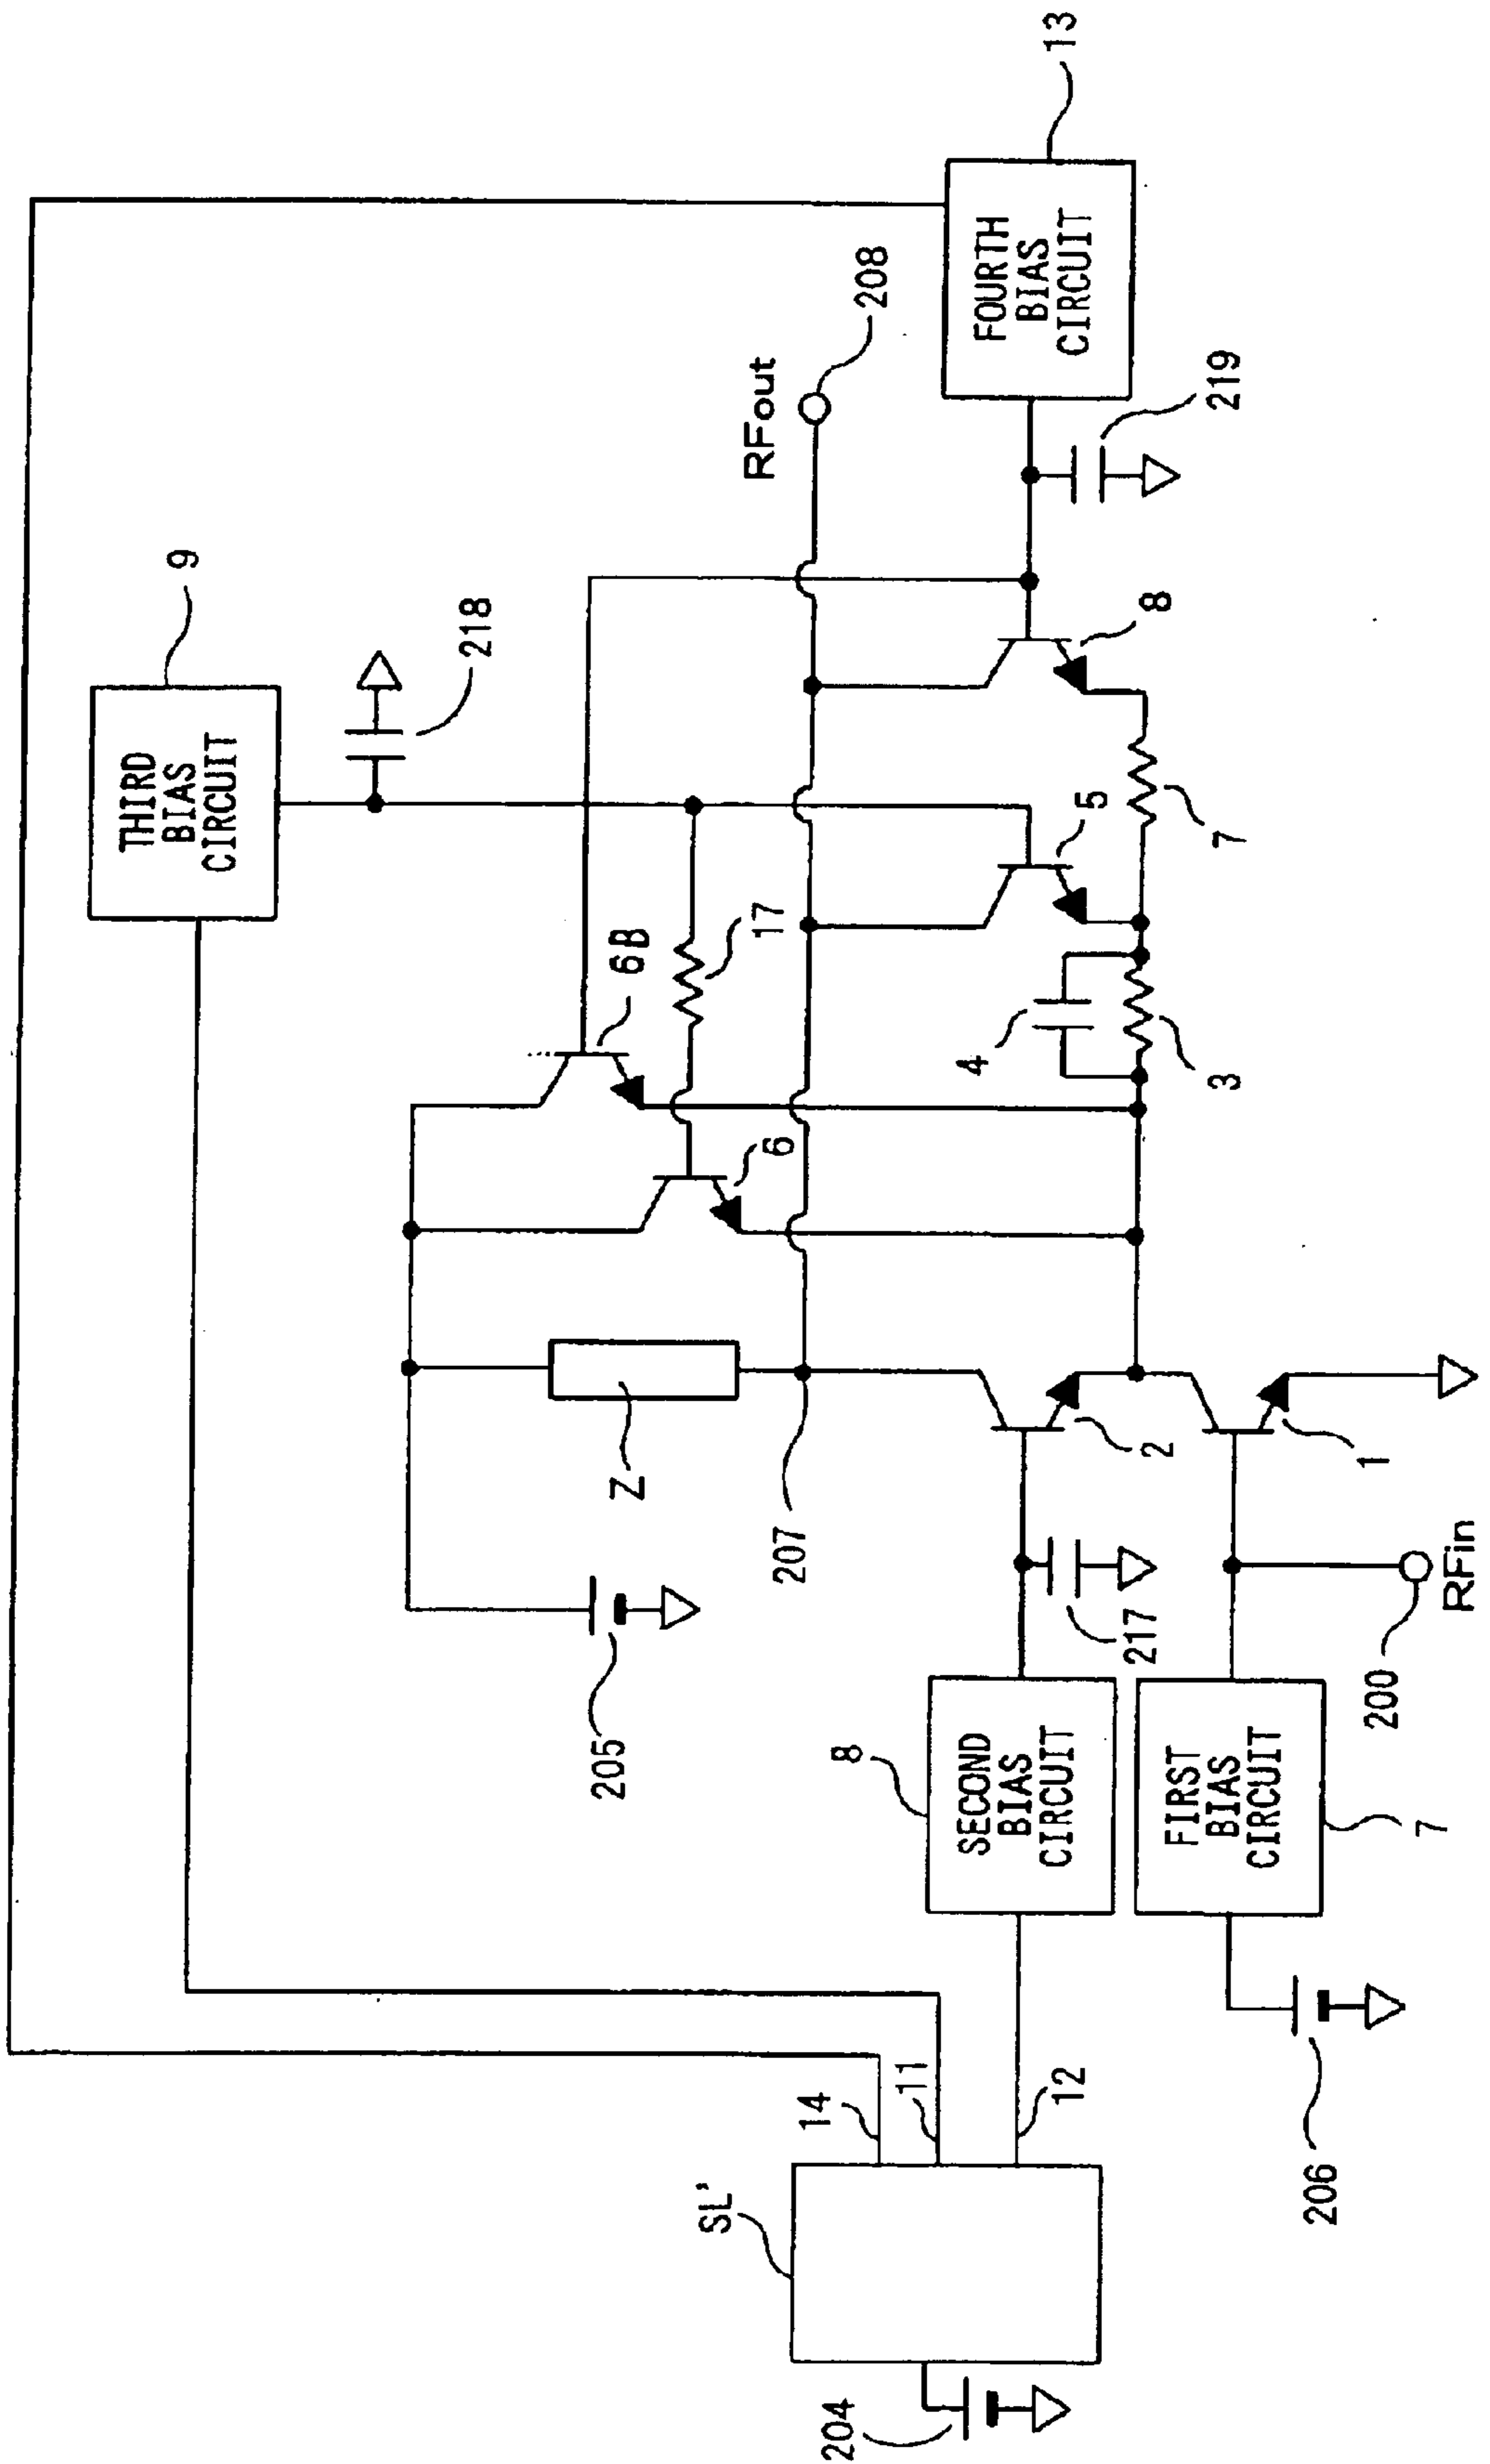 13
9
THIRD
BIAS
CIRCUIT
218
RFout
208
FOURTH
BIAS
CIRCUIT
219
6B
17
8
5
7
6
4
3
Z
205
207
2
1
217
8
SECOND
BIAS
CIRCUIT
FIRST
BIAS
CIRCUIT
7
200
RFin
14
11
12
SL'
204
206